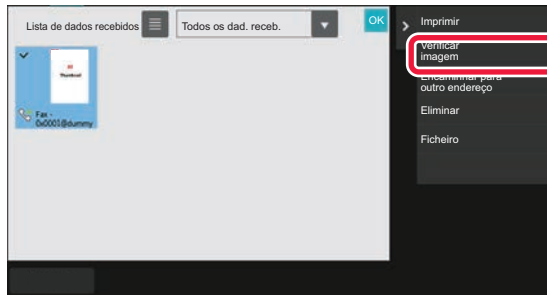 Lista de dados recebidos
Todos os dad. receb.
OK
Thumbnail
Fax -
0x0001@dummy
Imprimir
Verificar
imagem
Encaminhar para
outro endereço
Eliminar
Ficheiro